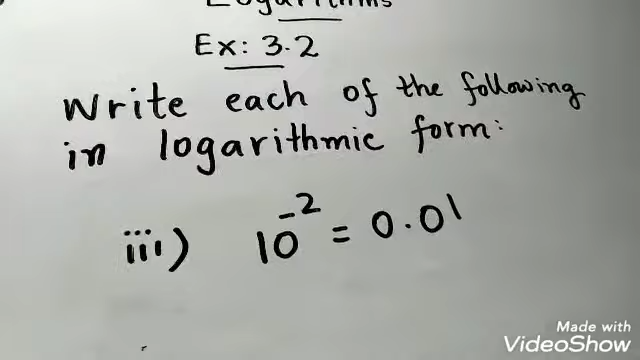 Logarithms
Ex: 3.2
Write each of the following
in logarithmic form:
iii) 10⁻² = 0.01
Made with
VideoShow